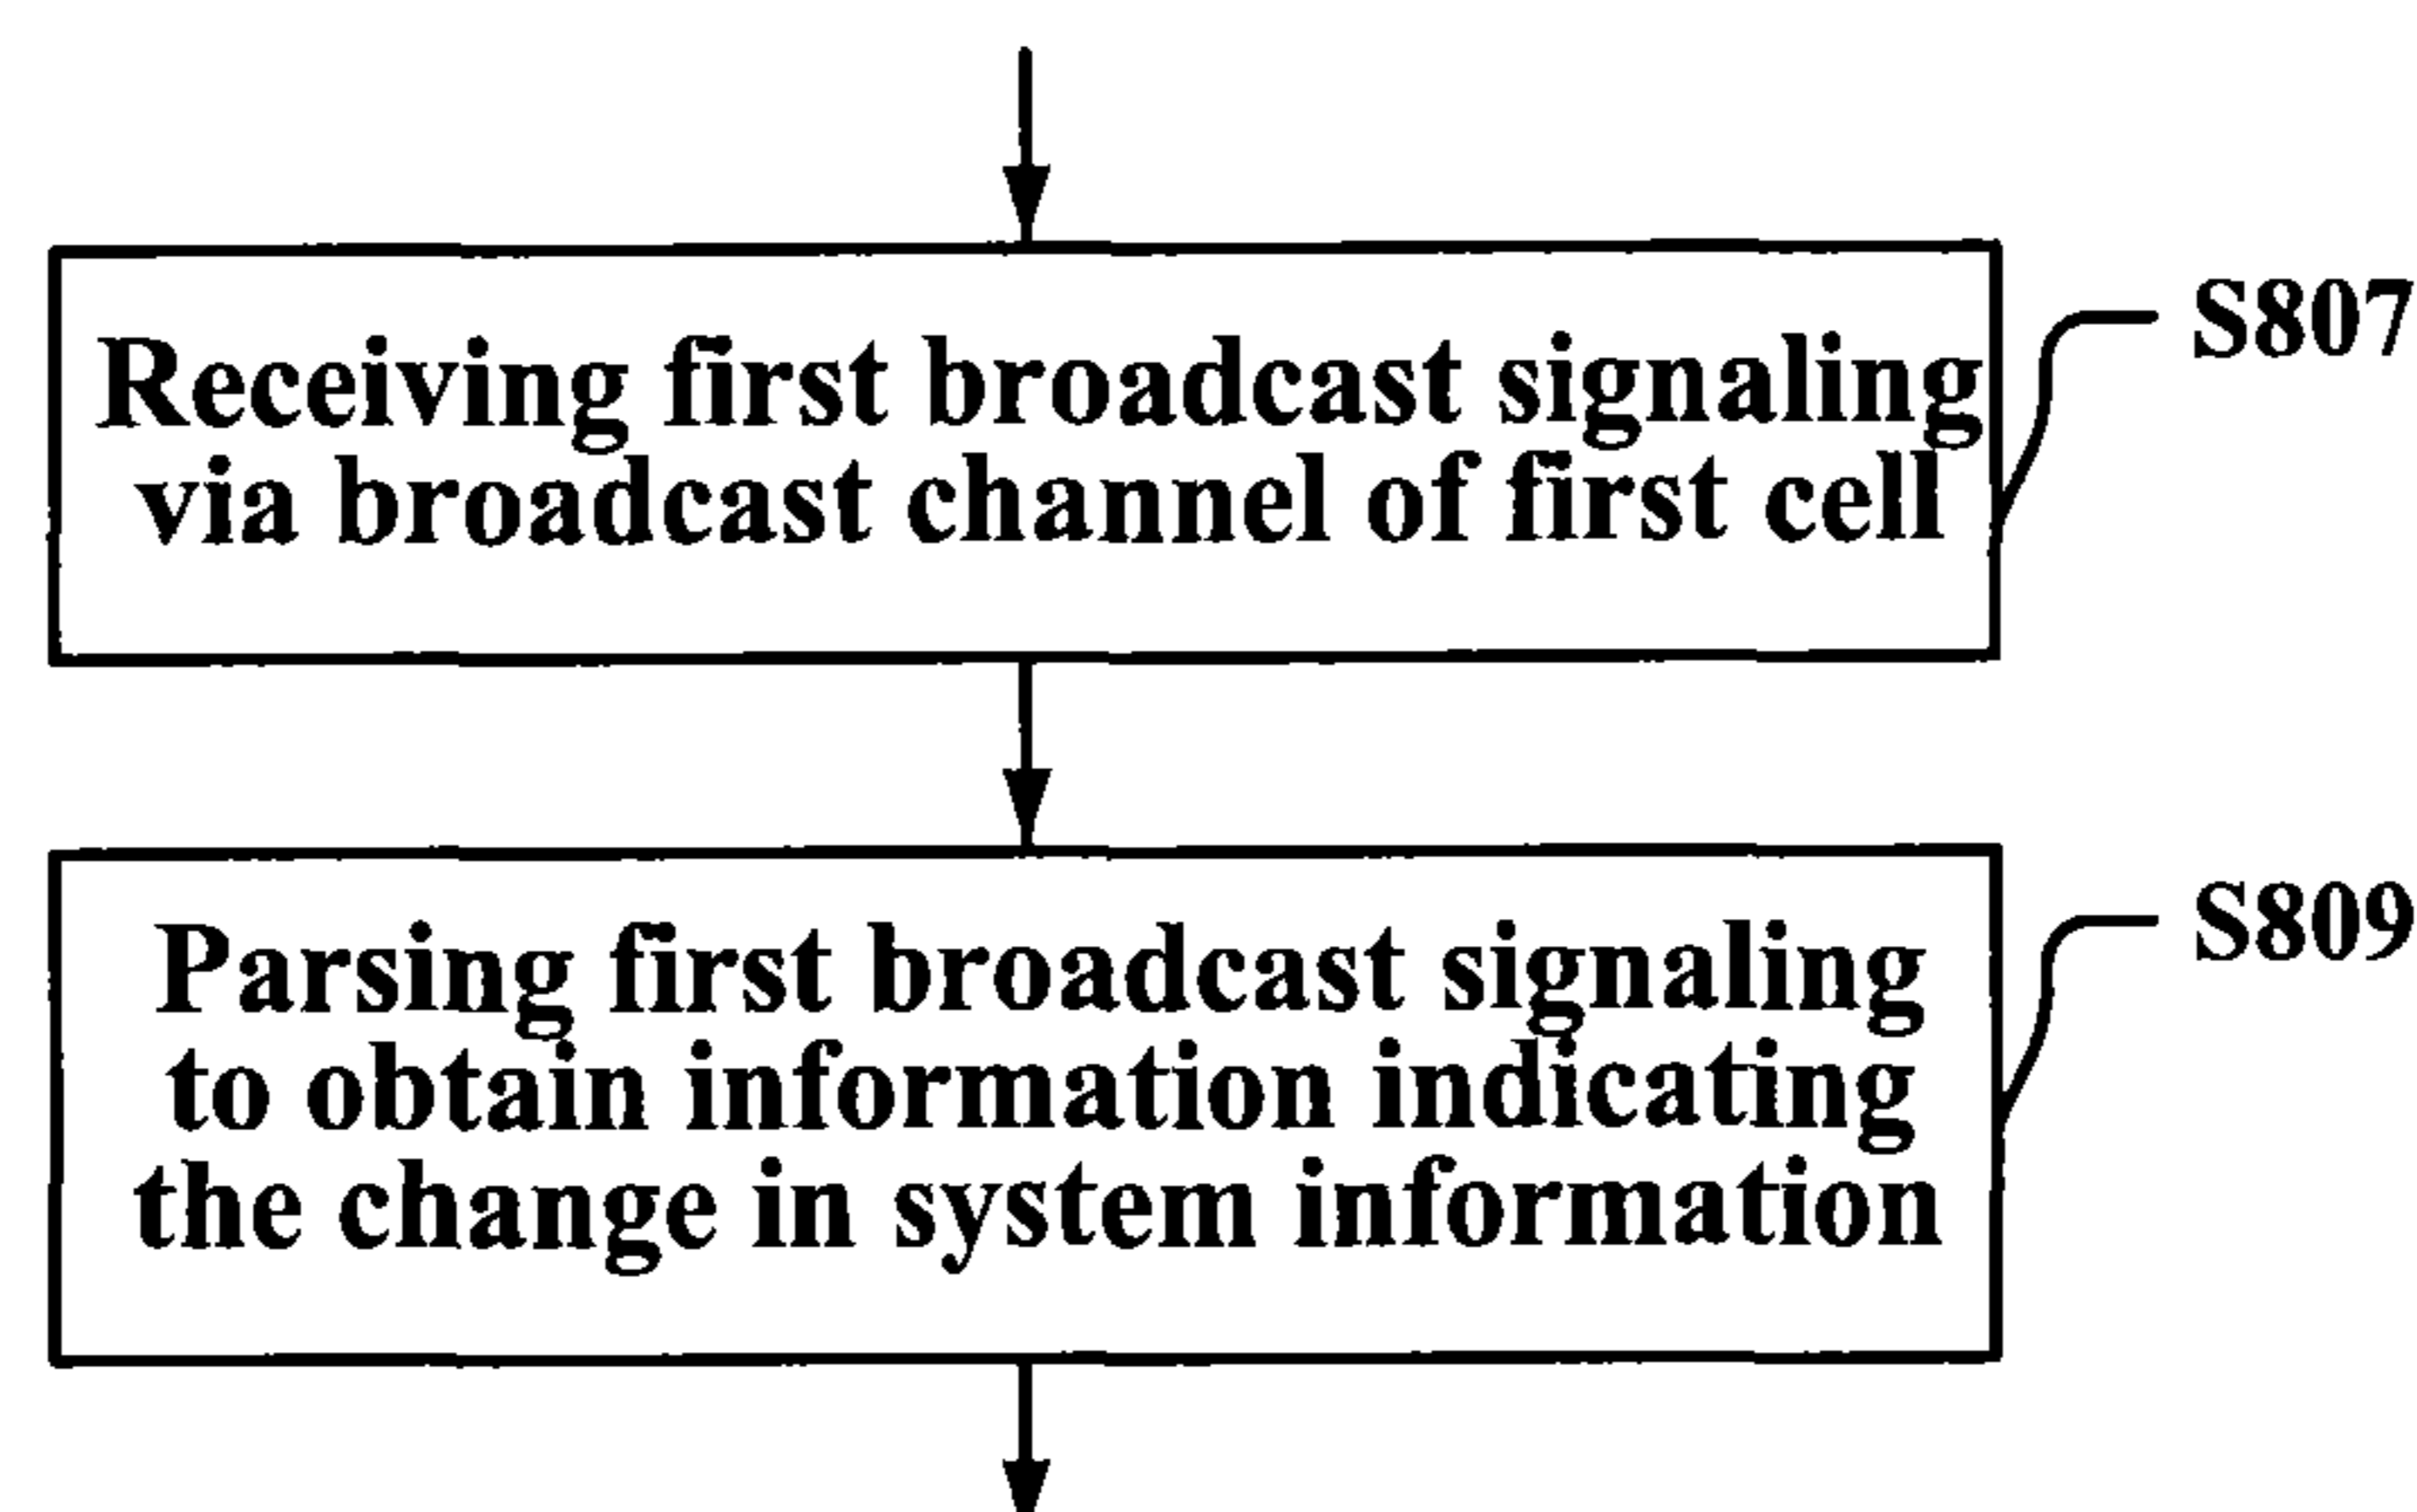 S807
Receiving first broadcast signaling
via broadcast channel of first cell
S809
Parsing first broadcast signaling
to obtain information indicating
the change in system information